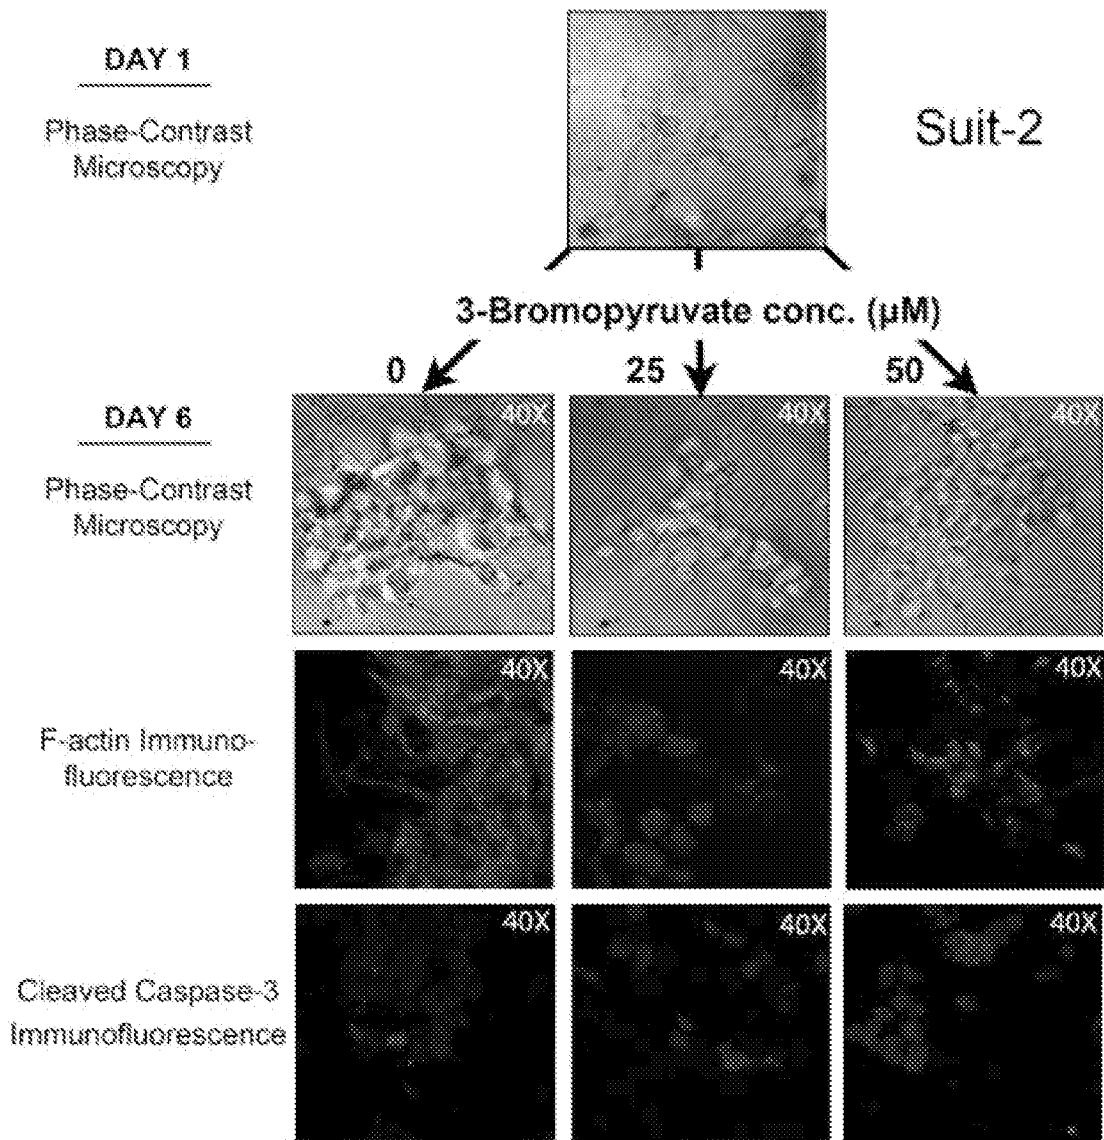 DAY 1
Phase-Contrast
Microscopy
Suit-2
3-Bromopyruvate conc. (µM)
0
25
50
DAY 6
Phase-Contrast
Microscopy
40X
40X
40X
F-actin Immuno-
fluorescence
40X
40X
40X
Cleaved Caspase-3
Immunofluorescence
40X
40X
40X